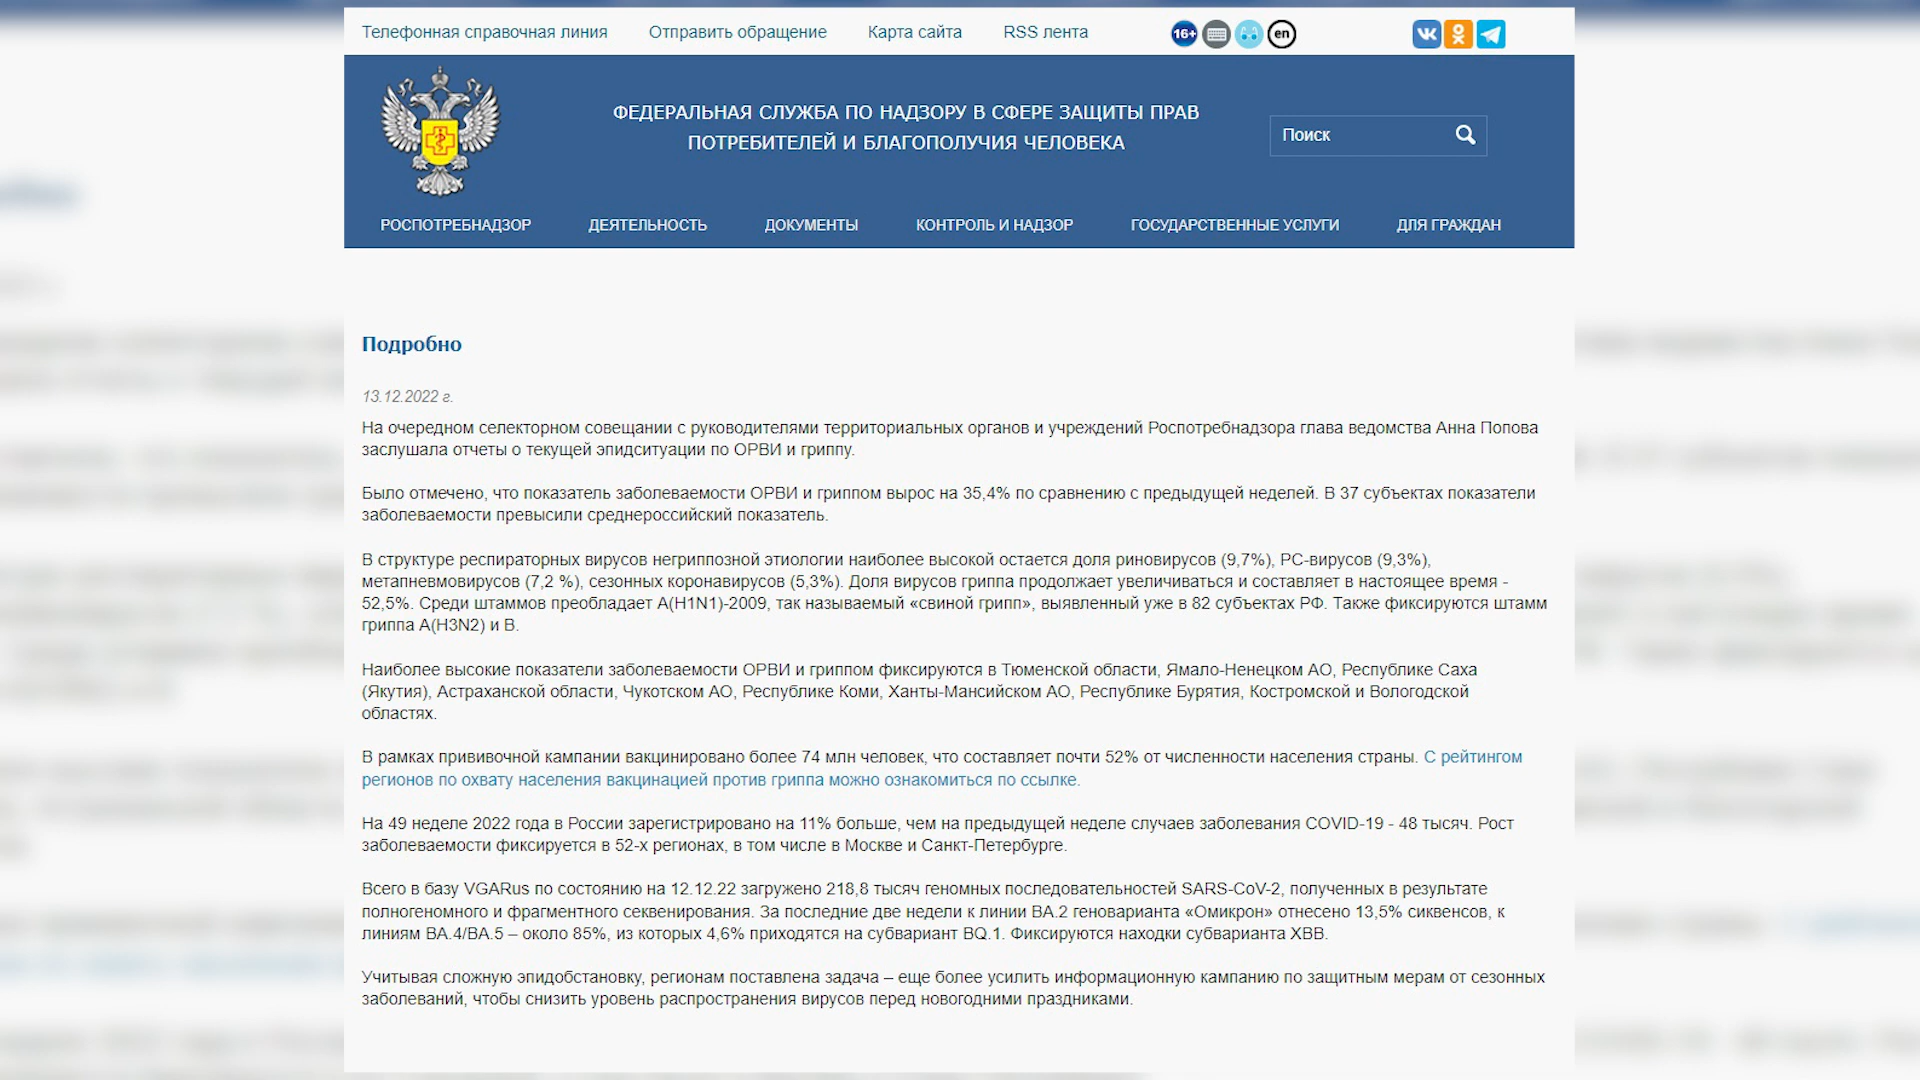 Телефонная справочная линия Отправить обращение Карта сайта RSS лента 16+ en
ФЕДЕРАЛЬНАЯ СЛУЖБА ПО НАДЗОРУ В СФЕРЕ ЗАЩИТЫ ПРАВ
ПОТРЕБИТЕЛЕЙ И БЛАГОПОЛУЧИЯ ЧЕЛОВЕКА
Поиск
РОСПОТРЕБНАДЗОР ДЕЯТЕЛЬНОСТЬ ДОКУМЕНТЫ КОНТРОЛЬ И НАДЗОР ГОСУДАРСТВЕННЫЕ УСЛУГИ ДЛЯ ГРАЖДАН
Подробно
13.12.2022 г.
На очередном селекторном совещании с руководителями территориальных органов и учреждений Роспотребнадзора глава ведомства Анна Попова
заслушала отчеты о текущей эпидситуации по ОРВИ и гриппу.
Было отмечено, что показатель заболеваемости ОРВИ и гриппом вырос на 35,4% по сравнению с предыдущей неделей. В 37 субъектах показатели
заболеваемости превысили среднероссийский показатель.
В структуре респираторных вирусов негриппозной этиологии наиболее высокой остается доля риновирусов (9,7%), РС-вирусов (9,3%),
метапневмовирусов (7,2 %), сезонных коронавирусов (5,3%). Доля вирусов гриппа продолжает увеличиваться и составляет в настоящее время -
52,5%. Среди штаммов преобладает A(H1N1)-2009, так называемый «свиной грипп», выявленный уже в 82 субъектах РФ. Также фиксируются штамм
гриппа A(H3N2) и B.
Наиболее высокие показатели заболеваемости ОРВИ и гриппом фиксируются в Тюменской области, Ямало-Ненецком АО, Республике Саха
(Якутия), Астраханской области, Чукотском АО, Республике Коми, Ханты-Мансийском АО, Республике Бурятия, Костромской и Вологодской
областях.
В рамках прививочной кампании вакцинировано более 74 млн человек, что составляет почти 52% от численности населения страны. С рейтингом
регионов по охвату населения вакцинацией против гриппа можно ознакомиться по ссылке.
На 49 неделе 2022 года в России зарегистрировано на 11% больше, чем на предыдущей неделе случаев заболевания COVID-19 - 48 тысяч. Рост
заболеваемости фиксируется в 52-х регионах, в том числе в Москве и Санкт-Петербурге.
Всего в базу VGARus по состоянию на 12.12.22 загружено 218,8 тысяч геномных последовательностей SARS-CoV-2, полученных в результате
полногеномного и фрагментного секвенирования. За последние две недели к линии BA.2 геноварианта «Омикрон» отнесено 13,5% сиквенсов, к
линиям BA.4/BA.5 – около 85%, из которых 4,6% приходятся на субвариант BQ.1. Фиксируются находки субварианта XBB.
Учитывая сложную эпидобстановку, регионам поставлена задача – еще более усилить информационную кампанию по защитным мерам от сезонных
заболеваний, чтобы снизить уровень распространения вирусов перед новогодними праздниками.